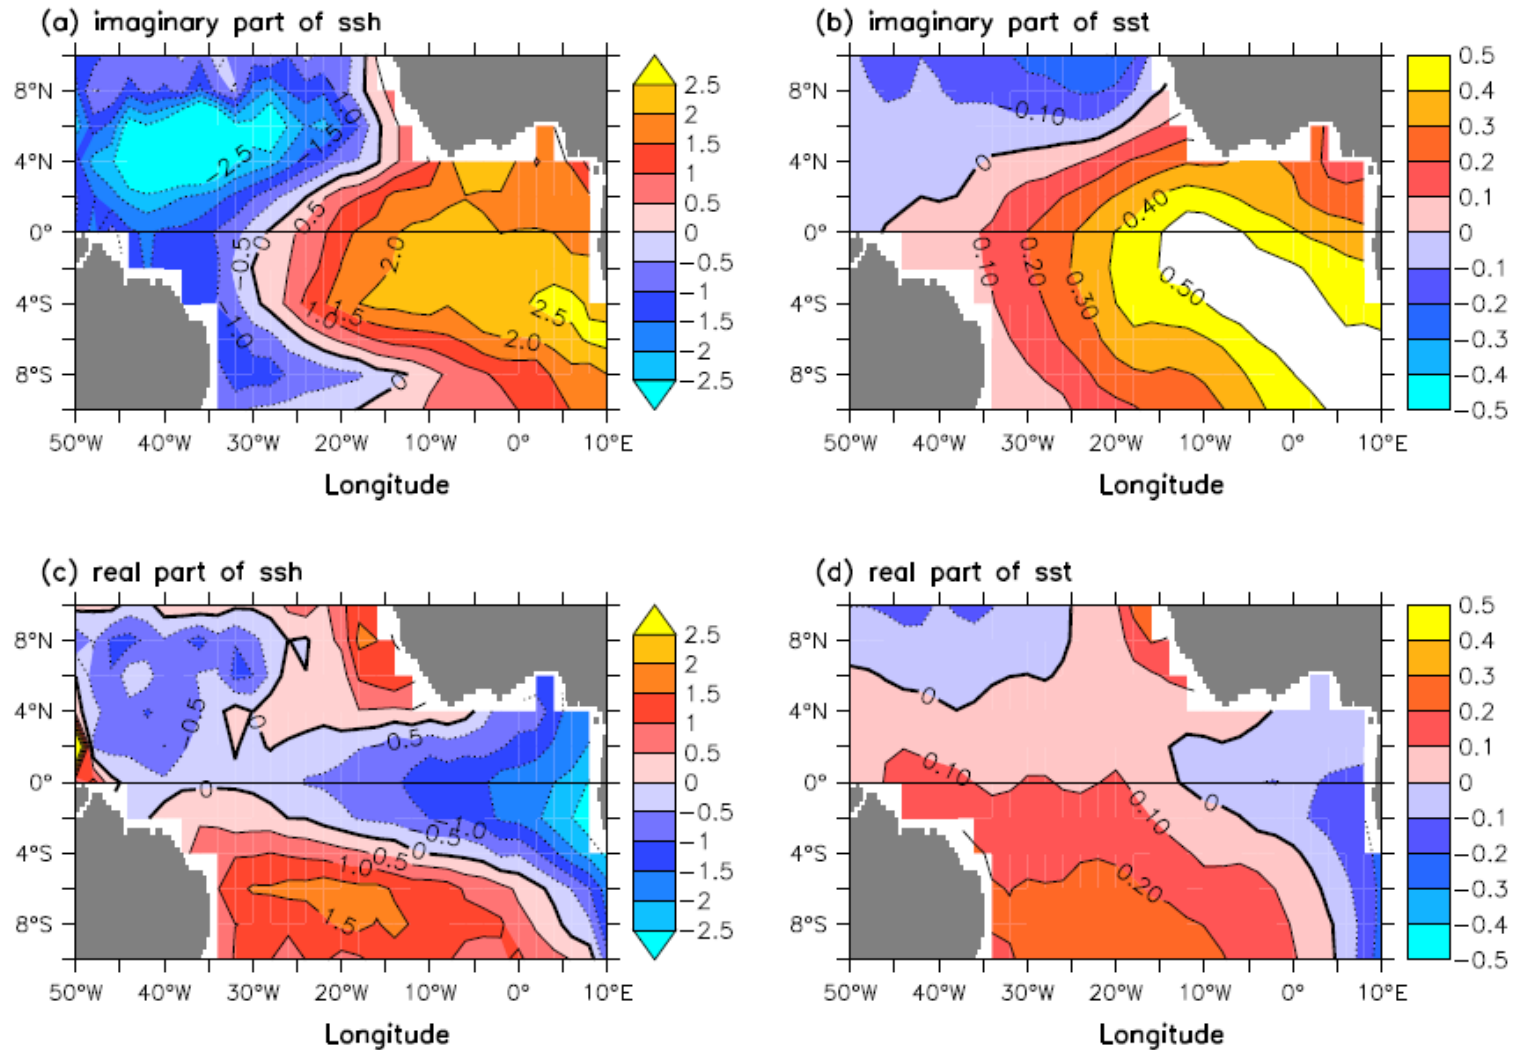 (a) imaginary part of ssh
8°N
4°N
0°
4°S
8°S
−1.0
−1.5
−2.5
0.5
0
−0.5
2.0
1.0
1.5
−1.0
2.5
2.0
0
50°W 40°W 30°W 20°W 10°W 0° 10°E
Longitude
2.5
2
1.5
1
0.5
0
−0.5
−1
−1.5
−2
−2.5
(b) imaginary part of sst
8°N
4°N
0°
4°S
8°S
−0.10
0
0.40
0.10
0.20
0.30
0.50
50°W 40°W 30°W 20°W 10°W 0° 10°E
Longitude
0.5
0.4
0.3
0.2
0.1
0
−0.1
−0.2
−0.3
−0.4
−0.5
(c) real part of ssh
8°N
4°N
0°
4°S
8°S
0.5
0
−0.5
0
−0.5
−1.0
0
1.0
0.5
1.5
50°W 40°W 30°W 20°W 10°W 0° 10°E
Longitude
2.5
2
1.5
1
0.5
0
−0.5
−1
−1.5
−2
−2.5
(d) real part of sst
8°N
4°N
0°
4°S
8°S
0
0.10
0
0.10
0.20
50°W 40°W 30°W 20°W 10°W 0° 10°E
Longitude
0.5
0.4
0.3
0.2
0.1
0
−0.1
−0.2
−0.3
−0.4
−0.5